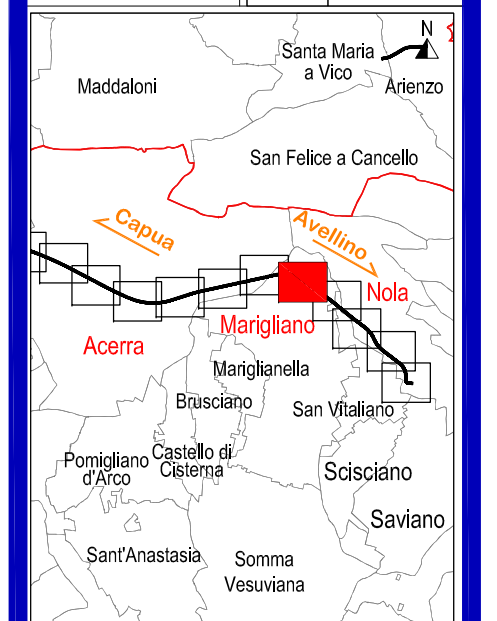 N
Santa Maria
a Vico
Maddaloni
Arienzo
San Felice a Cancello
Capua
Avellino
Nola
Marigliano
Acerra
Mariglianella
Brusciano
San Vitaliano
Castello di
Cisterna
Pomigliano
d'Arco
Scisciano
Saviano
Sant'Anastasia
Somma
Vesuviana